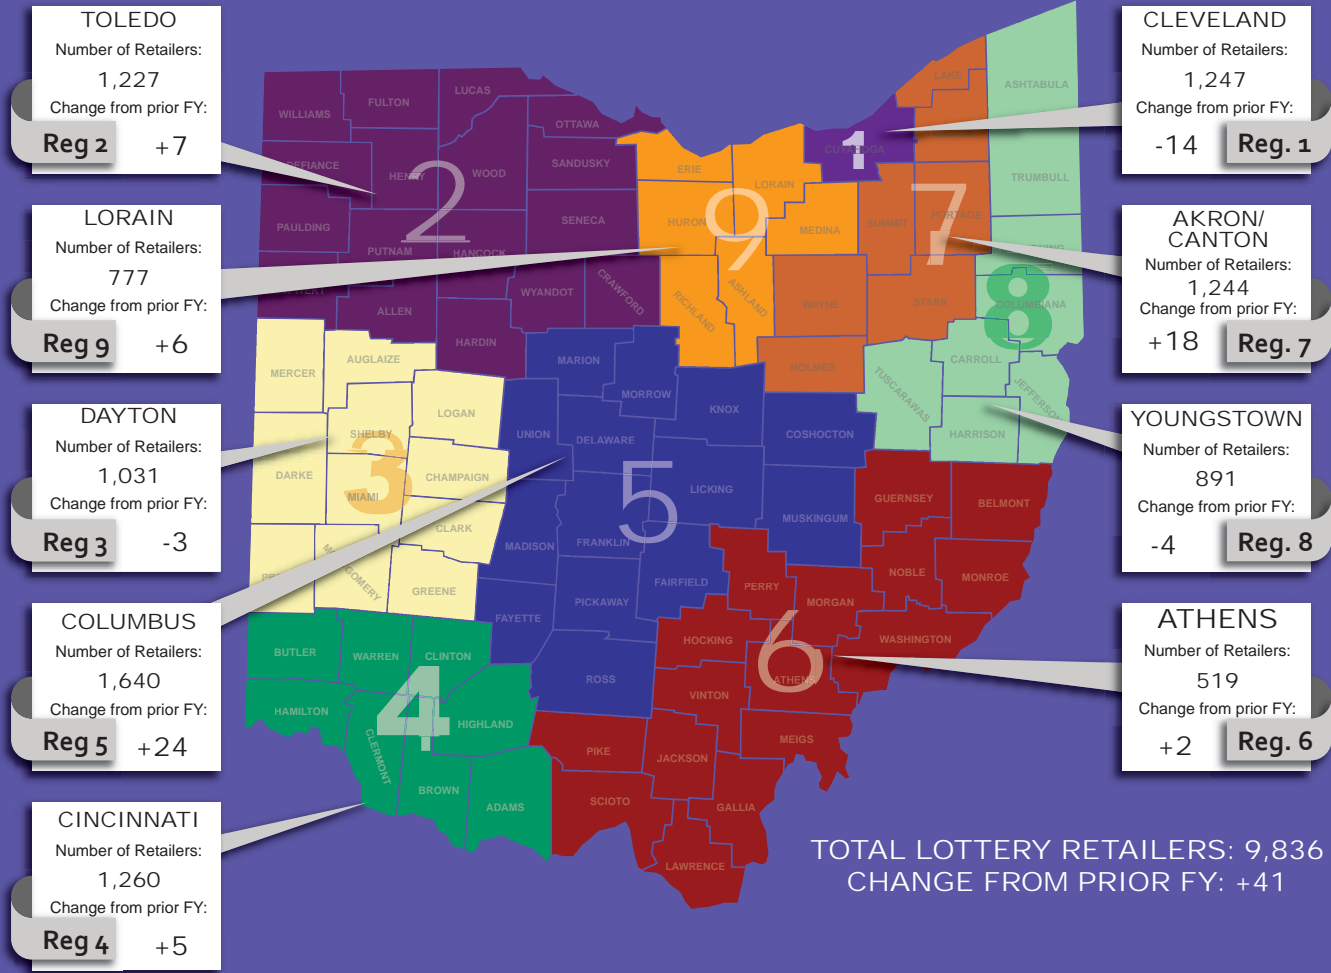 TOLEDO
Number of Retailers:
1,227
Change from prior FY:
Reg 2
+7
LORAIN
Number of Retailers:
777
Change from prior FY:
Reg 9
+6
DAYTON
Number of Retailers:
1,031
Change from prior FY:
Reg 3
-3
COLUMBUS
Number of Retailers:
1,640
Change from prior FY:
Reg 5
+24
CINCINNATI
Number of Retailers:
1,260
Change from prior FY:
Reg 4
+5
CLEVELAND
Number of Retailers:
1,247
Change from prior FY:
-14
Reg. 1
AKRON/
CANTON
Number of Retailers:
1,244
Change from prior FY:
+18
Reg. 7
YOUNGSTOWN
Number of Retailers:
891
Change from prior FY:
-4
Reg. 8
ATHENS
Number of Retailers:
519
Change from prior FY:
+2
Reg. 6
2
WILLIAMS
FULTON
LUCAS
OTTAWA
HENRY
WOOD
SANDUSKY
PAULDING
PUTNAM
HANCOCK
SENECA
WYANDOT
CRAWFORD
ALLEN
HARDIN
9
ERIE
LORAIN
HURON
MEDINA
RICHLAND
ASHLAND
1
CUYAHOGA
7
LAKE
SUMMIT
PORTAGE
WAYNE
STARK
HOLMES
8
ASHTABULA
TRUMBULL
COLUMBIANA
CARROLL
TUSCARAWAS
JEFFERSON
HARRISON
3
MERCER
AUGLAIZE
LOGAN
SHELBY
DARKE
MIAMI
CHAMPAIGN
CLARK
GREENE
5
MARION
MORROW
KNOX
UNION
DELAWARE
COSHOCTON
LICKING
MUSKINGUM
MADISON
FRANKLIN
FAIRFIELD
PICKAWAY
FAYETTE
ROSS
4
BUTLER
WARREN
CLINTON
HAMILTON
CLERMONT
HIGHLAND
BROWN
ADAMS
6
GUERNSEY
BELMONT
NOBLE
MONROE
PERRY
MORGAN
WASHINGTON
HOCKING
ATHENS
VINTON
MEIGS
PIKE
JACKSON
SCIOTO
GALLIA
LAWRENCE
TOTAL LOTTERY RETAILERS: 9,836
CHANGE FROM PRIOR FY: +41